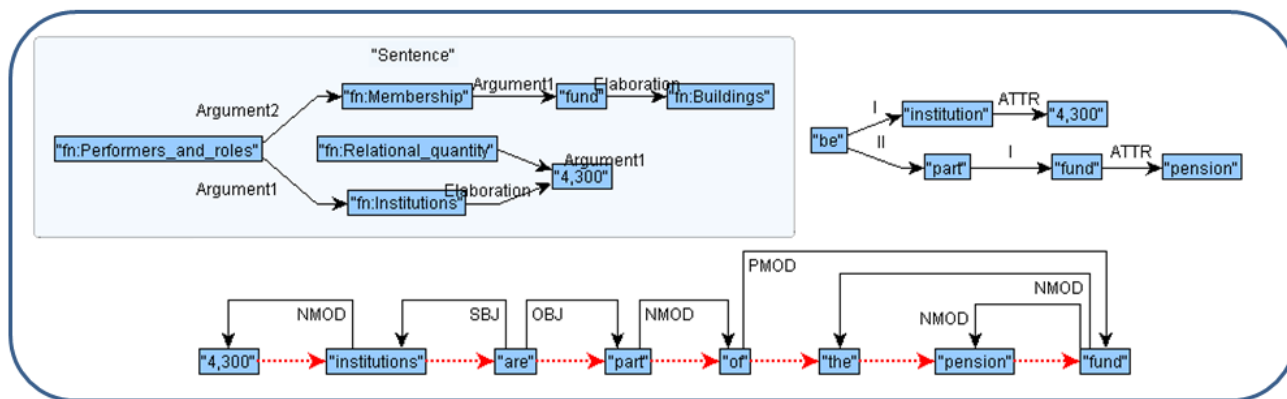 "Sentence"
Argument2
"fn:Membership"
Argument1
"fund"
Elaboration
"fn:Buildings"
"fn:Performers_and_roles"
"fn:Relational_quantity"
Argument1
"4,300"
Argument1
"fn:Institutions"
Elaboration
"be"
I
"institution"
ATTR
"4,300"
II
"part"
I
"fund"
ATTR
"pension"
PMOD
NMOD
SBJ
OBJ
NMOD
NMOD
NMOD
"4,300" "institutions" "are" "part" "of" "the" "pension" "fund"